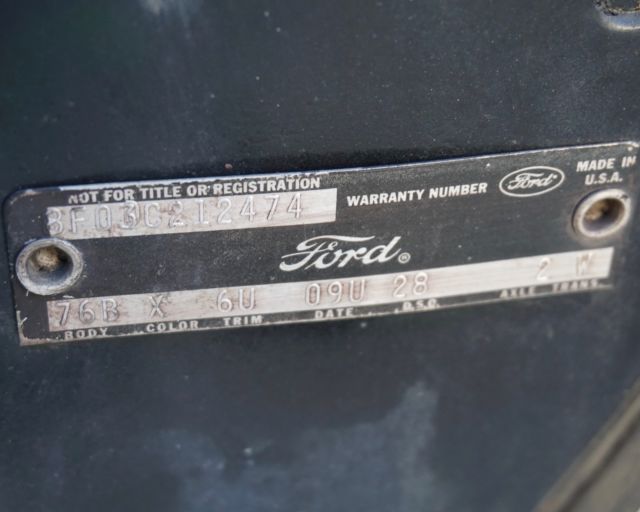 NOT FOR TITLE OR REGISTRATION
8F03C212474 WARRANTY NUMBER Ford MADE IN
U.S.A.
Ford®
76B X 6U 09U 28 2 W
BODY COLOR TRIM DATE D.S.O. AXLE TRANS.